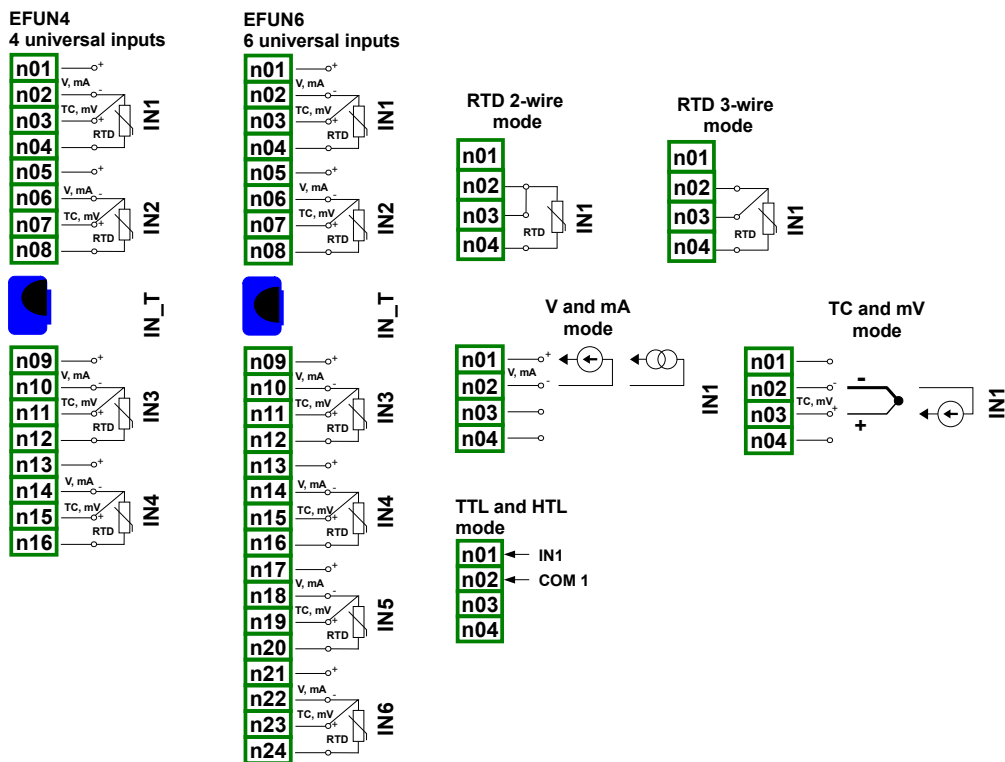 EFUN4
4 universal inputs
n01
+
V, mA
n02
-
TC, mV
n03
+
RTD
n04
IN1
n05
+
V, mA
n06
-
TC, mV
n07
+
RTD
n08
IN2
IN_T
n09
+
V, mA
n10
-
TC, mV
n11
+
RTD
n12
IN3
n13
+
V, mA
n14
-
TC, mV
n15
+
RTD
n16
IN4
EFUN6
6 universal inputs
n01
+
V, mA
n02
-
TC, mV
n03
+
RTD
n04
IN1
n05
+
V, mA
n06
-
TC, mV
n07
+
RTD
n08
IN2
IN_T
n09
+
V, mA
n10
-
TC, mV
n11
+
RTD
n12
IN3
n13
+
V, mA
n14
-
TC, mV
n15
+
RTD
n16
IN4
n17
+
V, mA
n18
-
TC, mV
n19
+
RTD
n20
IN5
n21
+
V, mA
n22
-
TC, mV
n23
+
RTD
n24
IN6
RTD 2-wire
mode
n01
n02
n03
RTD
n04
IN1
RTD 3-wire
mode
n01
n02
n03
RTD
n04
IN1
V and mA
mode
n01
+
V, mA
n02
-
n03
n04
IN1
TC and mV
mode
n01
n02
-
-
TC, mV
n03
+
+
n04
IN1
TTL and HTL
mode
n01
IN1
n02
COM 1
n03
n04